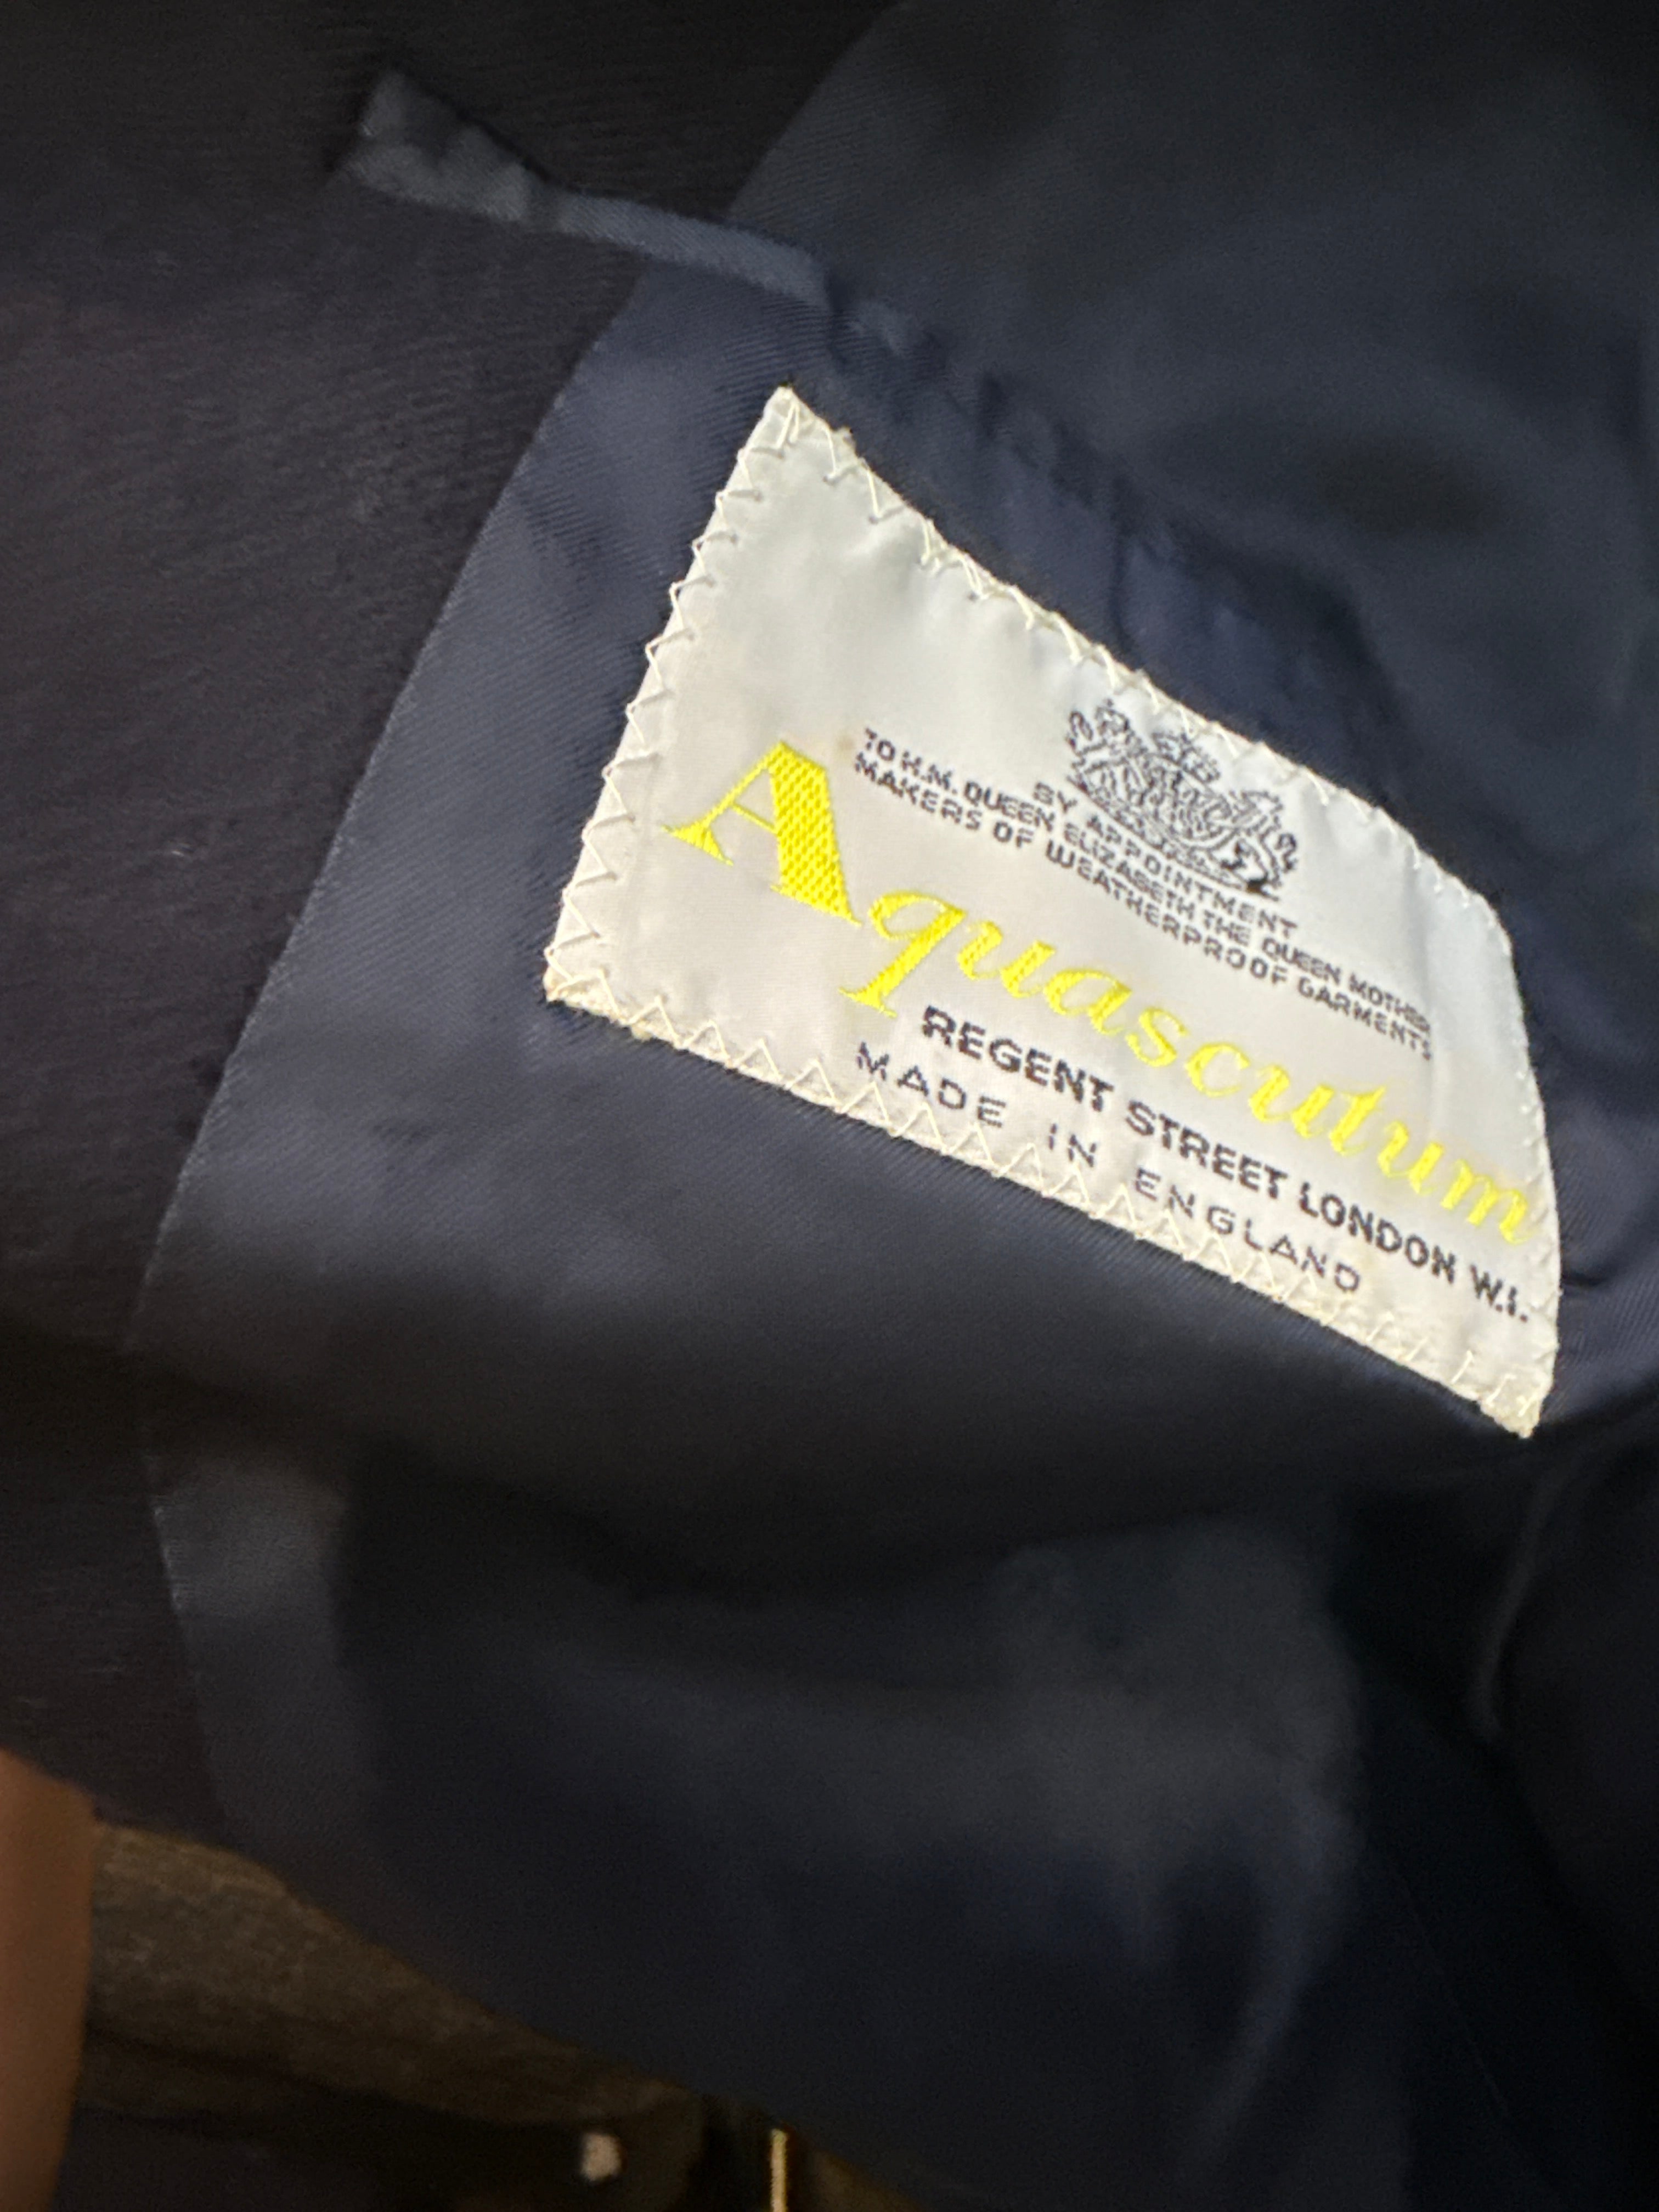 BY APPOINTMENT
TO H.M. QUEEN ELIZABETH THE QUEEN MOTHER
MAKERS OF WEATHERPROOF GARMENTS
Aquascutum
REGENT STREET LONDON W.1.
MADE IN ENGLAND